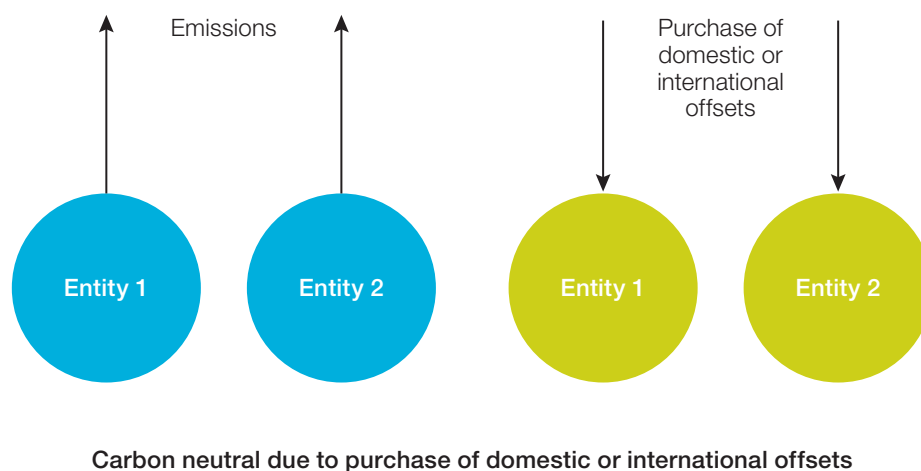 Emissions
Purchase of
domestic or
international
offsets
Entity 1
Entity 2
Entity 1
Entity 2
Carbon neutral due to purchase of domestic or international offsets